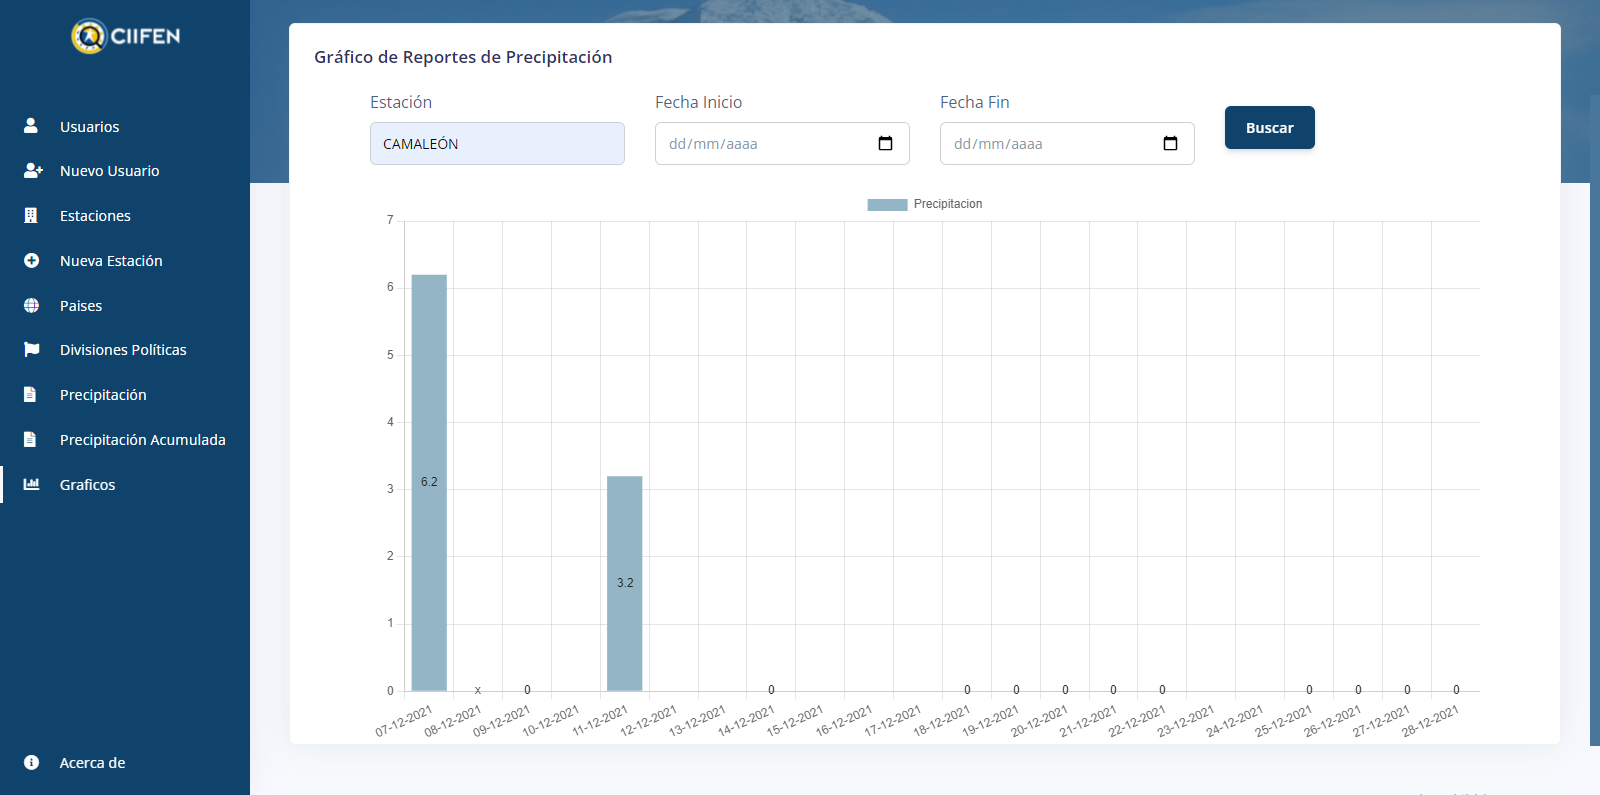 CIIFEN
Usuarios
Nuevo Usuario
Estaciones
Nueva Estación
Paises
Divisiones Políticas
Precipitación
Precipitación Acumulada
Graficos
Acerca de
Gráfico de Reportes de Precipitación
Estación
Fecha Inicio
Fecha Fin
CAMALEÓN
dd/mm/aaaa
dd/mm/aaaa
Buscar
Precipitacion
7
6
5
4
3
2
1
0
6.2
x
0
3.2
0
0
0
0
0
0
0
0
0
0
07-12-2021
08-12-2021
09-12-2021
10-12-2021
11-12-2021
12-12-2021
13-12-2021
14-12-2021
15-12-2021
16-12-2021
17-12-2021
18-12-2021
19-12-2021
20-12-2021
21-12-2021
22-12-2021
23-12-2021
24-12-2021
25-12-2021
26-12-2021
27-12-2021
28-12-2021